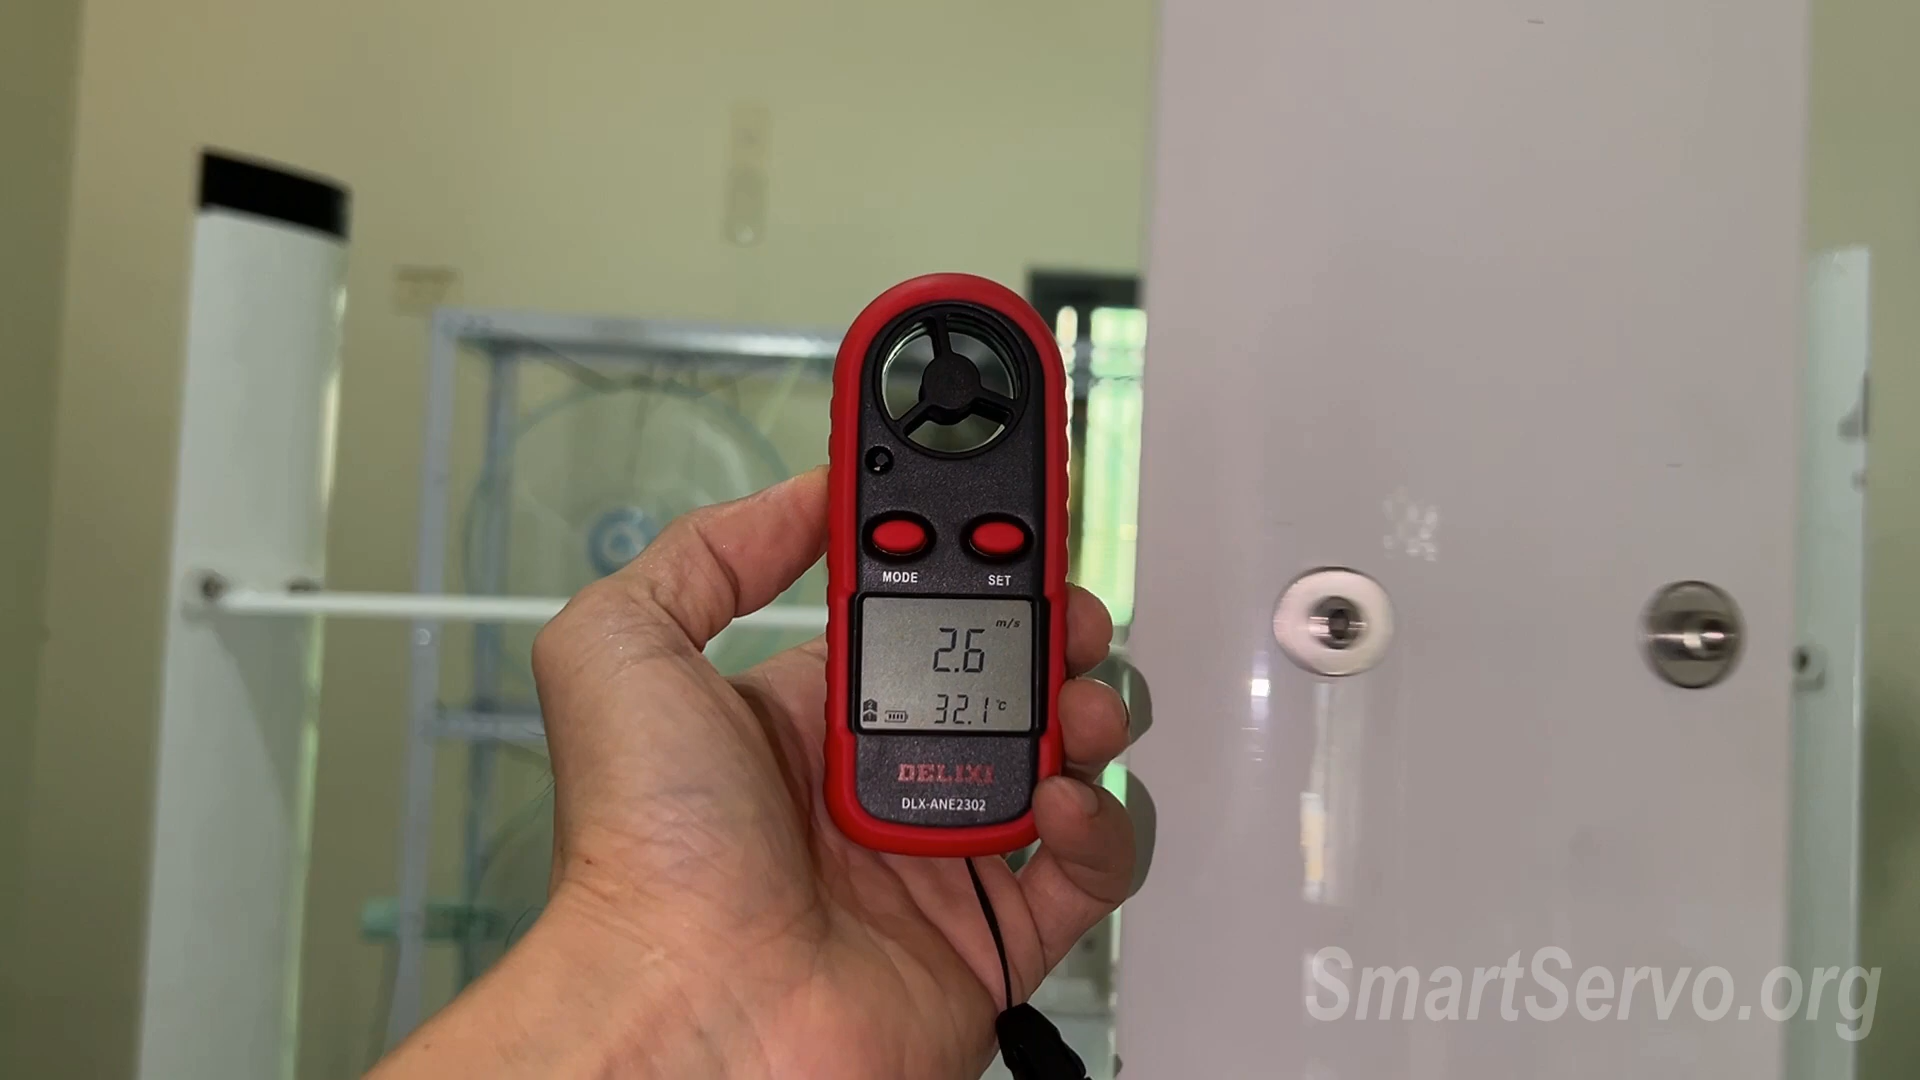 MODE SET
m/s
2.6
32.1 °C
DELIXI
DLX-ANE2302
SmartServo.org